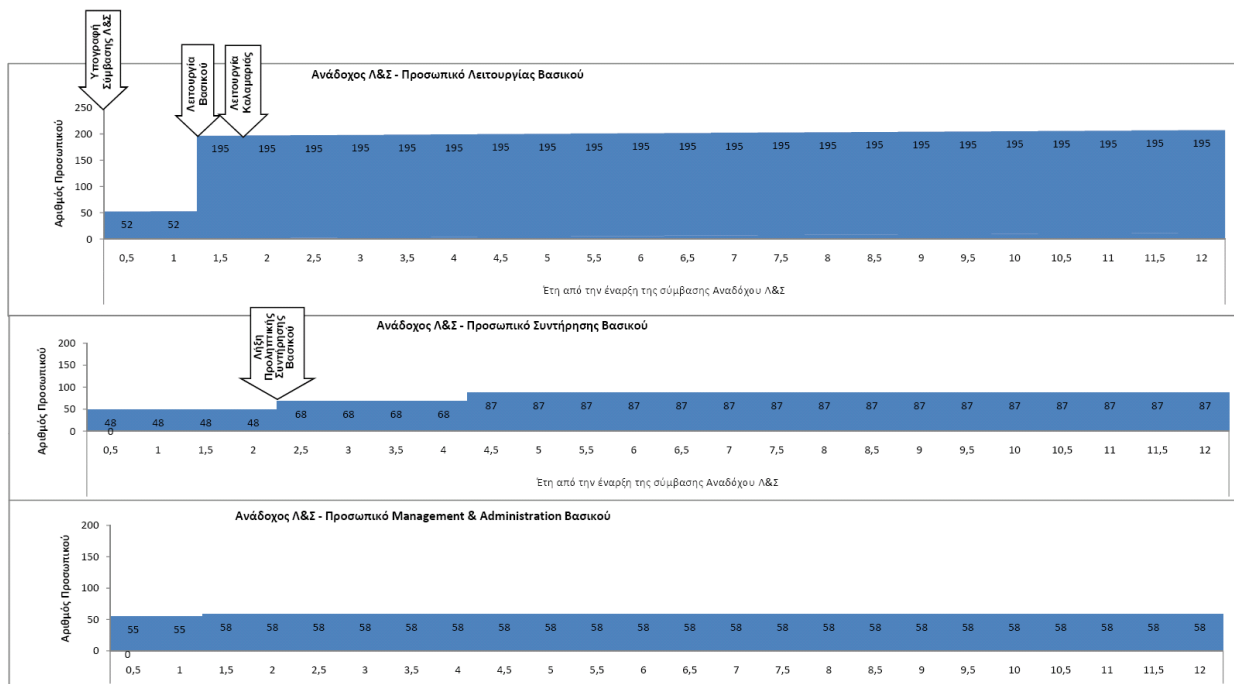 Υπογραφή
Σύμβασης Λ&Σ
Λειτουργία
Βασικού
Λειτουργία
Καλαμαριάς
Ανάδοχος Λ&Σ - Προσωπικό Λειτουργίας Βασικού
Αριθμός Προσωπικού
250
200
150
100
50
0
52 52 195 195 195 195 195 195 195 195 195 195 195 195 195 195 195 195 195 195 195 195 195 195
0,5 1 1,5 2 2,5 3 3,5 4 4,5 5 5,5 6 6,5 7 7,5 8 8,5 9 9,5 10 10,5 11 11,5 12
Έτη από την έναρξη της σύμβασης Αναδόχου Λ&Σ
Ανάδοχος Λ&Σ - Προσωπικό Συντήρησης Βασικού
Λήξη
Προληπτικής
Συντήρησης
Βασικού
Αριθμός Προσωπικού
200
150
100
50
0
48 48 48 48 68 68 68 68 87 87 87 87 87 87 87 87 87 87 87 87 87 87 87 87
0
0,5 1 1,5 2 2,5 3 3,5 4 4,5 5 5,5 6 6,5 7 7,5 8 8,5 9 9,5 10 10,5 11 11,5 12
Έτη από την έναρξη της σύμβασης Αναδόχου Λ&Σ
Ανάδοχος Λ&Σ - Προσωπικό Management & Administration Βασικού
Αριθμός Προσωπικού
200
150
100
50
0
55 55 58 58 58 58 58 58 58 58 58 58 58 58 58 58 58 58 58 58 58 58 58 58
0
0,5 1 1,5 2 2,5 3 3,5 4 4,5 5 5,5 6 6,5 7 7,5 8 8,5 9 9,5 10 10,5 11 11,5 12